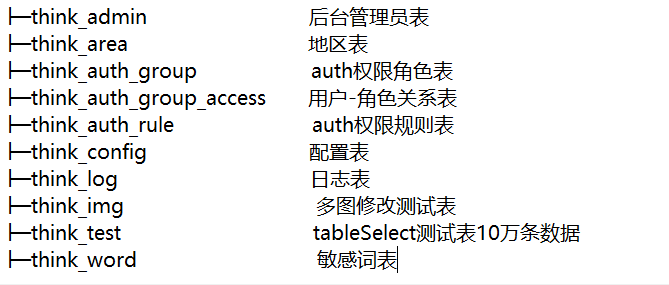 ├─think_admin 后台管理员表
├─think_area 地区表
├─think_auth_group auth权限角色表
├─think_auth_group_access 用户-角色关系表
├─think_auth_rule auth权限规则表
├─think_config 配置表
├─think_log 日志表
├─think_img 多图修改测试表
├─think_test tableSelect测试表10万条数据
├─think_word 敏感词表